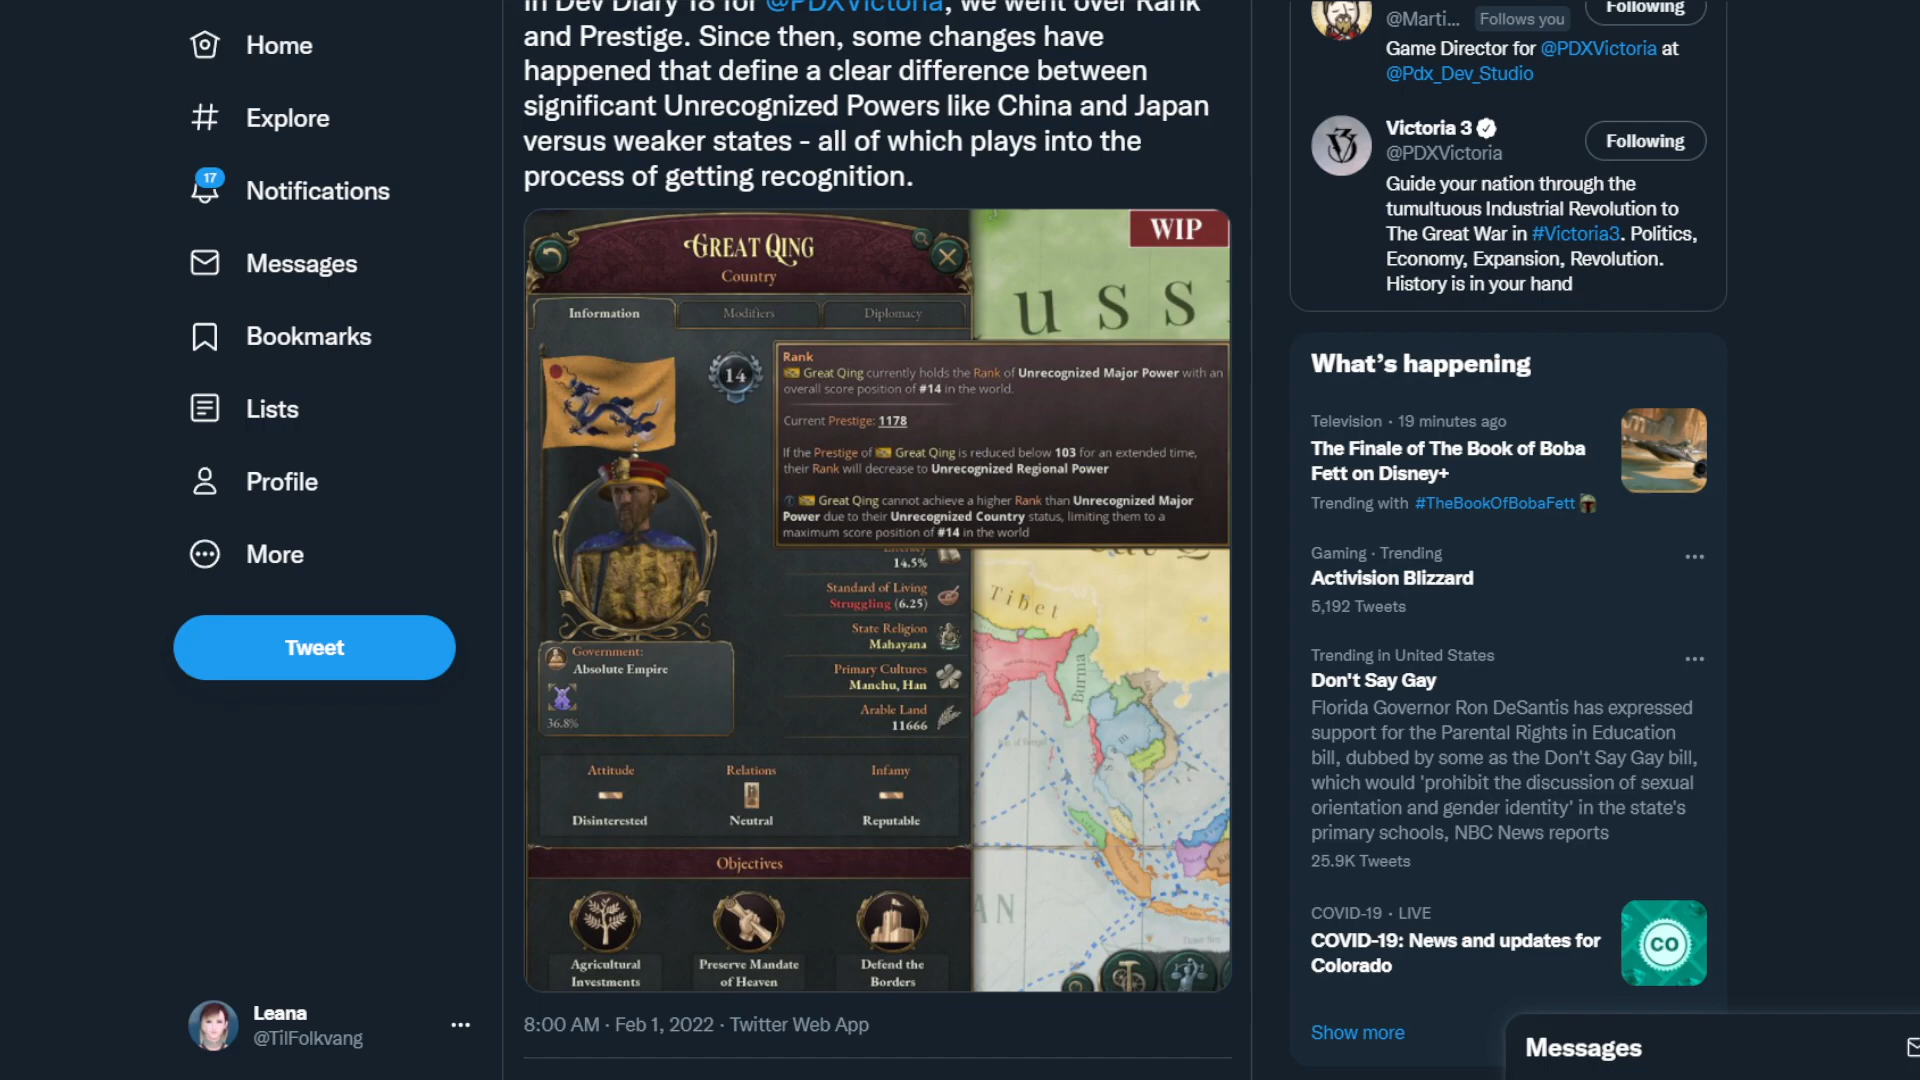 Home
Explore
17
Notifications
Messages
Bookmarks
Lists
Profile
More
Tweet
Leana
@TilFolkvang
in Dev Diary 18 for @PDXVictoria, we went over Rank
and Prestige. Since then, some changes have
happened that define a clear difference between
significant Unrecognized Powers like China and Japan
versus weaker states - all of which plays into the
process of getting recognition.
WIP
GREAT QING
Country
Information
Modifiers
Diplomacy
14
Rank
Great Qing currently holds the Rank of Unrecognized Major Power with an
overall score position of #14 in the world.
Current Prestige: 1178
If the Prestige of Great Qing is reduced below 103 for an extended time,
their Rank will decrease to Unrecognized Regional Power
Great Qing cannot achieve a higher Rank than Unrecognized Major
Power due to their Unrecognized Country status, limiting them to a
maximum score position of #14 in the world
Literacy
14.5%
Standard of Living
Struggling (6.25)
State Religion
Mahayana
Primary Cultures
Manchu, Han
Arable Land
11666
Government:
Absolute Empire
36.8%
Attitude
Relations
Infamy
Disinterested
Neutral
Reputable
Objectives
Agricultural
Investments
Preserve Mandate
of Heaven
Defend the
Borders
USS
Tibet
Burma
AN
8:00 AM · Feb 1, 2022 · Twitter Web App
@Marti...
Follows you
Following
Game Director for @PDXVictoria at
@Pdx_Dev_Studio
Victoria 3
@PDXVictoria
Following
Guide your nation through the
tumultuous Industrial Revolution to
The Great War in #Victoria3. Politics,
Economy, Expansion, Revolution.
History is in your hand
What's happening
Television · 19 minutes ago
The Finale of The Book of Boba
Fett on Disney+
Trending with #TheBookOfBobaFett
Gaming · Trending
Activision Blizzard
5,192 Tweets
Trending in United States
Don't Say Gay
Florida Governor Ron DeSantis has expressed
support for the Parental Rights in Education
bill, dubbed by some as the Don't Say Gay bill,
which would 'prohibit the discussion of sexual
orientation and gender identity' in the state's
primary schools, NBC News reports
25.9K Tweets
COVID-19 · LIVE
COVID-19: News and updates for
Colorado
CO
Show more
Messages